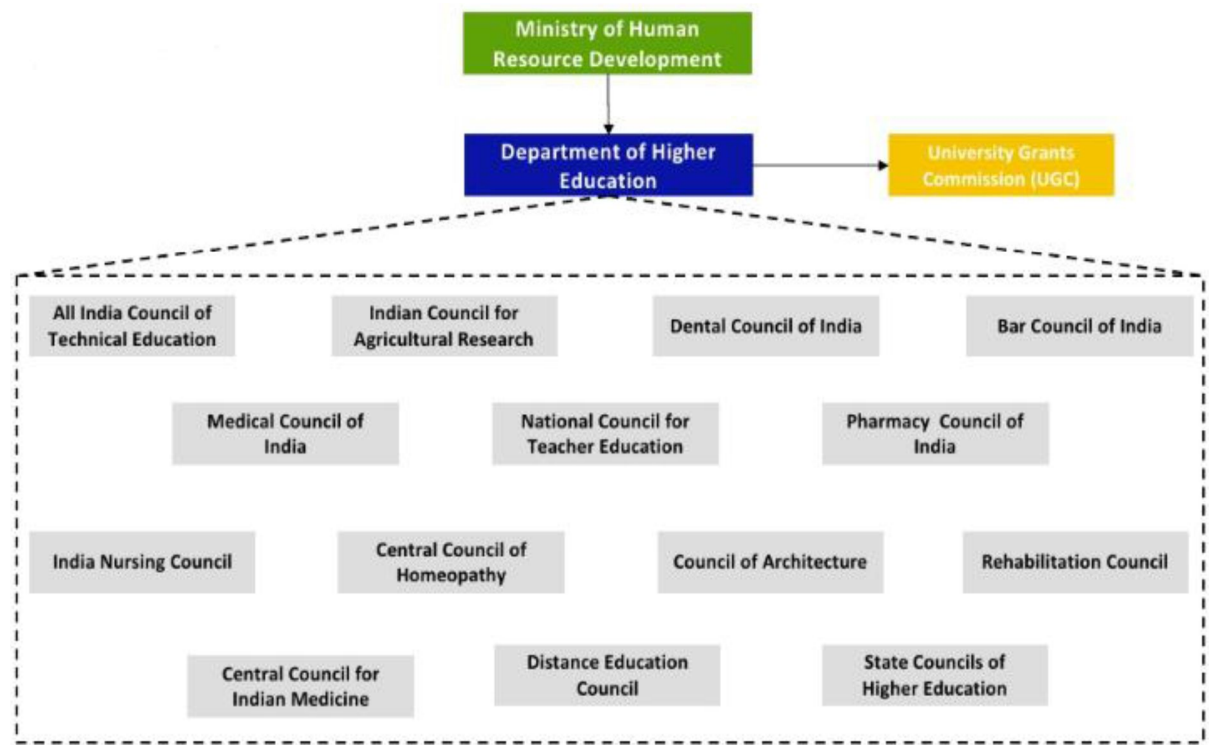 Ministry of Human
Resource Development
Department of Higher
Education
University Grants
Commission (UGC)
All India Council of
Technical Education
Indian Council for
Agricultural Research
Dental Council of India
Bar Council of India
Medical Council of
India
National Council for
Teacher Education
Pharmacy Council of
India
India Nursing Council
Central Council of
Homeopathy
Council of Architecture
Rehabilitation Council
Central Council for
Indian Medicine
Distance Education
Council
State Councils of
Higher Education